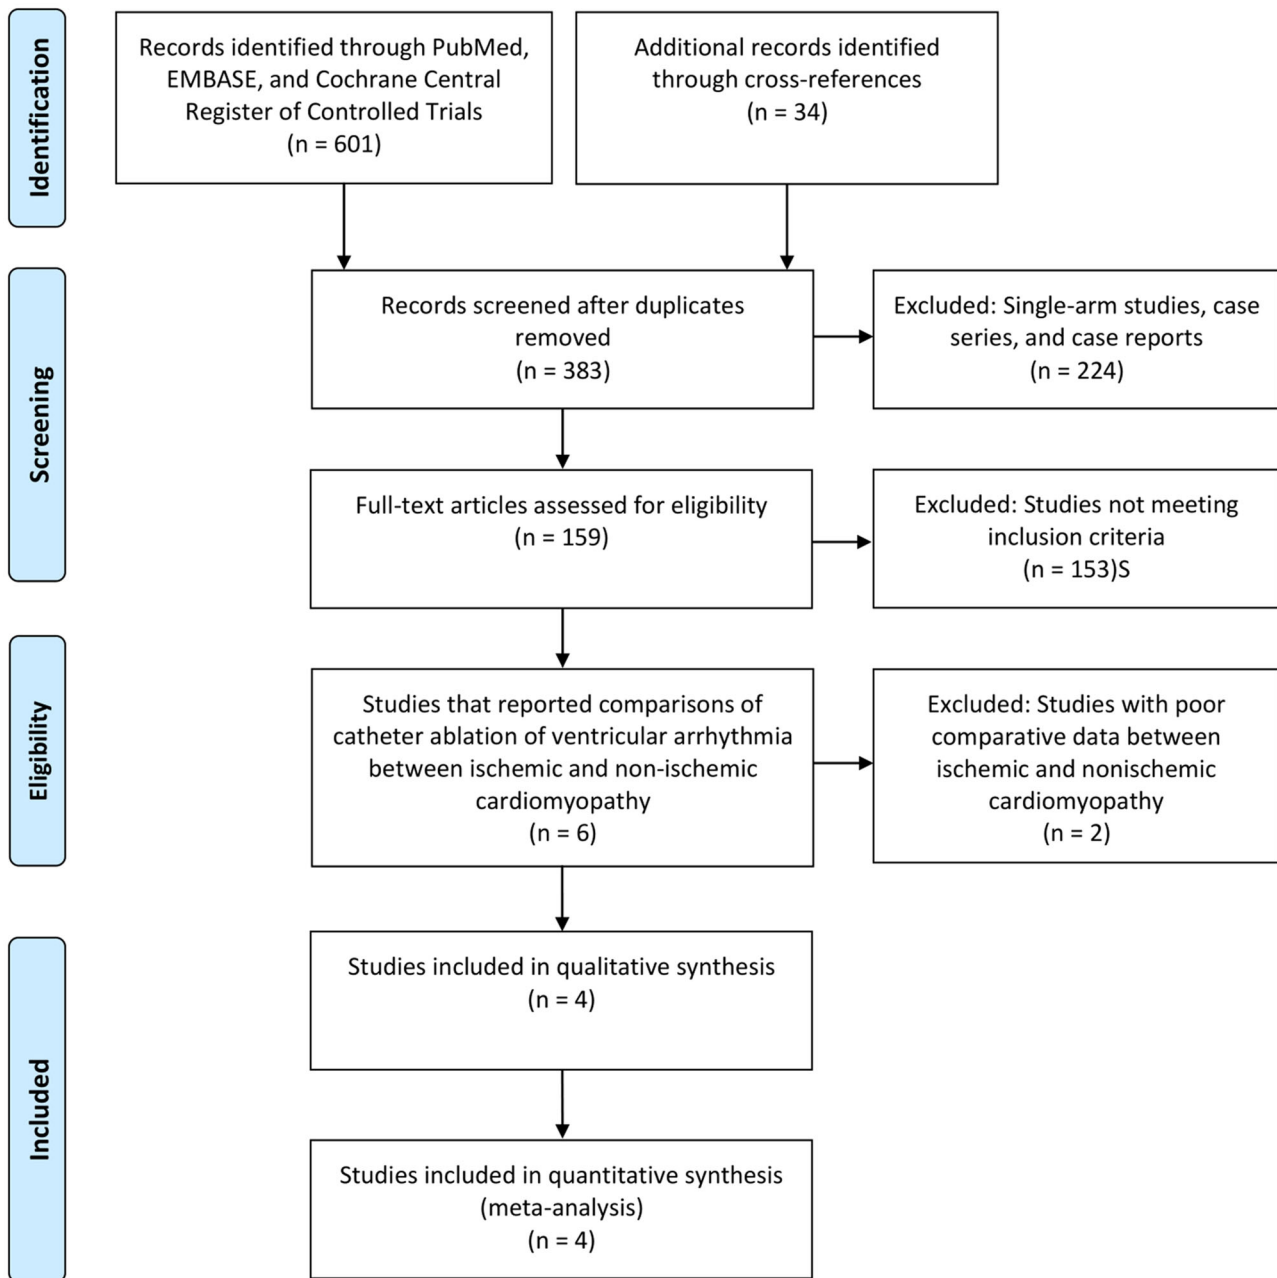 Identification
Records identified through PubMed,
EMBASE, and Cochrane Central
Register of Controlled Trials
(n = 601)
Additional records identified
through cross-references
(n = 34)
Screening
Records screened after duplicates
removed
(n = 383)
Excluded: Single-arm studies, case
series, and case reports
(n = 224)
Full-text articles assessed for eligibility
(n = 159)
Excluded: Studies not meeting
inclusion criteria
(n = 153)S
Eligibility
Studies that reported comparisons of
catheter ablation of ventricular arrhythmia
between ischemic and non-ischemic
cardiomyopathy
(n = 6)
Excluded: Studies with poor
comparative data between
ischemic and nonischemic
cardiomyopathy
(n = 2)
Included
Studies included in qualitative synthesis
(n = 4)
Studies included in quantitative synthesis
(meta-analysis)
(n = 4)